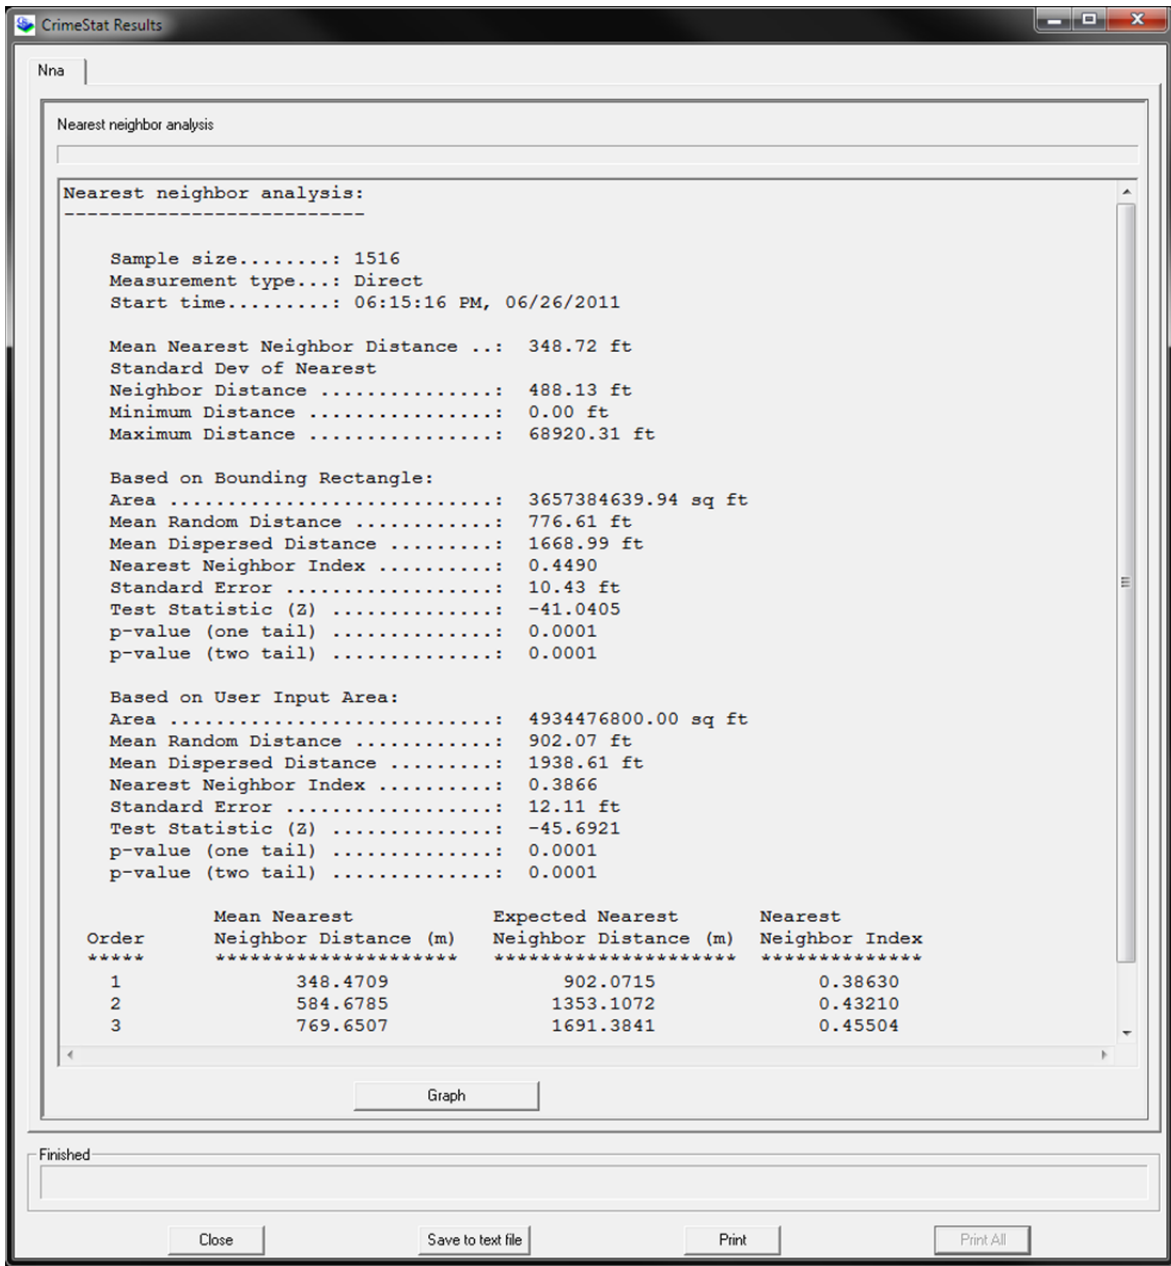 CrimeStat Results
Nna
Nearest neighbor analysis
Nearest neighbor analysis:
--------------------------
Sample size........: 1516
Measurement type...: Direct
Start time.........: 06:15:16 PM, 06/26/2011
Mean Nearest Neighbor Distance ..: 348.72 ft
Standard Dev of Nearest
Neighbor Distance ...............: 488.13 ft
Minimum Distance ................: 0.00 ft
Maximum Distance ................: 68920.31 ft
Based on Bounding Rectangle:
Area ............................: 3657384639.94 sq ft
Mean Random Distance ............: 776.61 ft
Mean Dispersed Distance .........: 1668.99 ft
Nearest Neighbor Index ..........: 0.4490
Standard Error ..................: 10.43 ft
Test Statistic (Z) ..............: -41.0405
p-value (one tail) ..............: 0.0001
p-value (two tail) ..............: 0.0001
Based on User Input Area:
Area ............................: 4934476800.00 sq ft
Mean Random Distance ............: 902.07 ft
Mean Dispersed Distance .........: 1938.61 ft
Nearest Neighbor Index ..........: 0.3866
Standard Error ..................: 12.11 ft
Test Statistic (Z) ..............: -45.6921
p-value (one tail) ..............: 0.0001
p-value (two tail) ..............: 0.0001
Mean Nearest Expected Nearest Nearest
Order Neighbor Distance (m) Neighbor Distance (m) Neighbor Index
***** ********************* ********************* **************
1 348.4709 902.0715 0.38630
2 584.6785 1353.1072 0.43210
3 769.6507 1691.3841 0.45504
Graph
Finished
Close Save to text file Print Print All